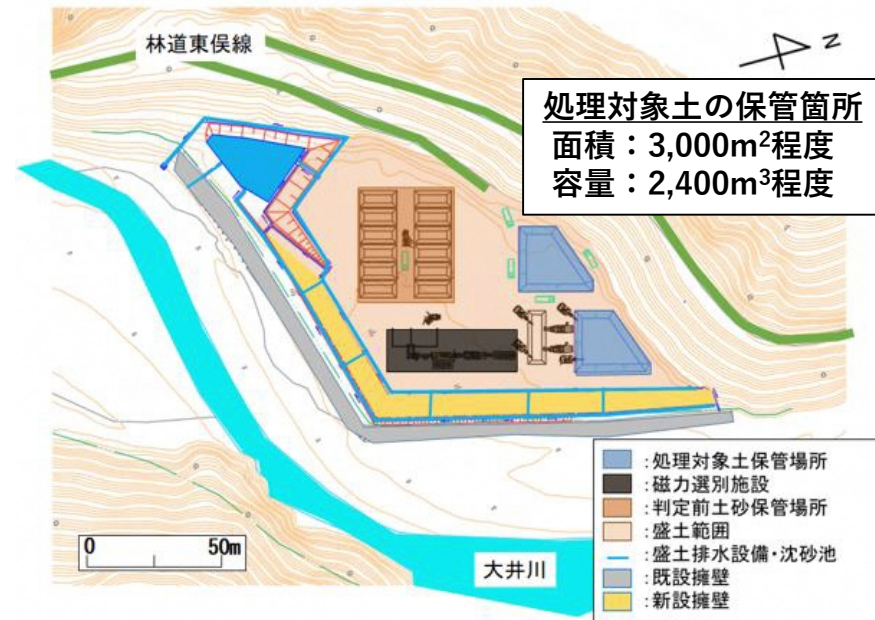 林道東俣線
N
処理対象土の保管箇所
面積：3,000m²程度
容量：2,400m³程度
:処理対象土保管場所
:磁力選別施設
:判定前土砂保管場所
:盛土範囲
:盛土排水設備・沈砂池
:既設擁壁
:新設擁壁
0 50m
大井川